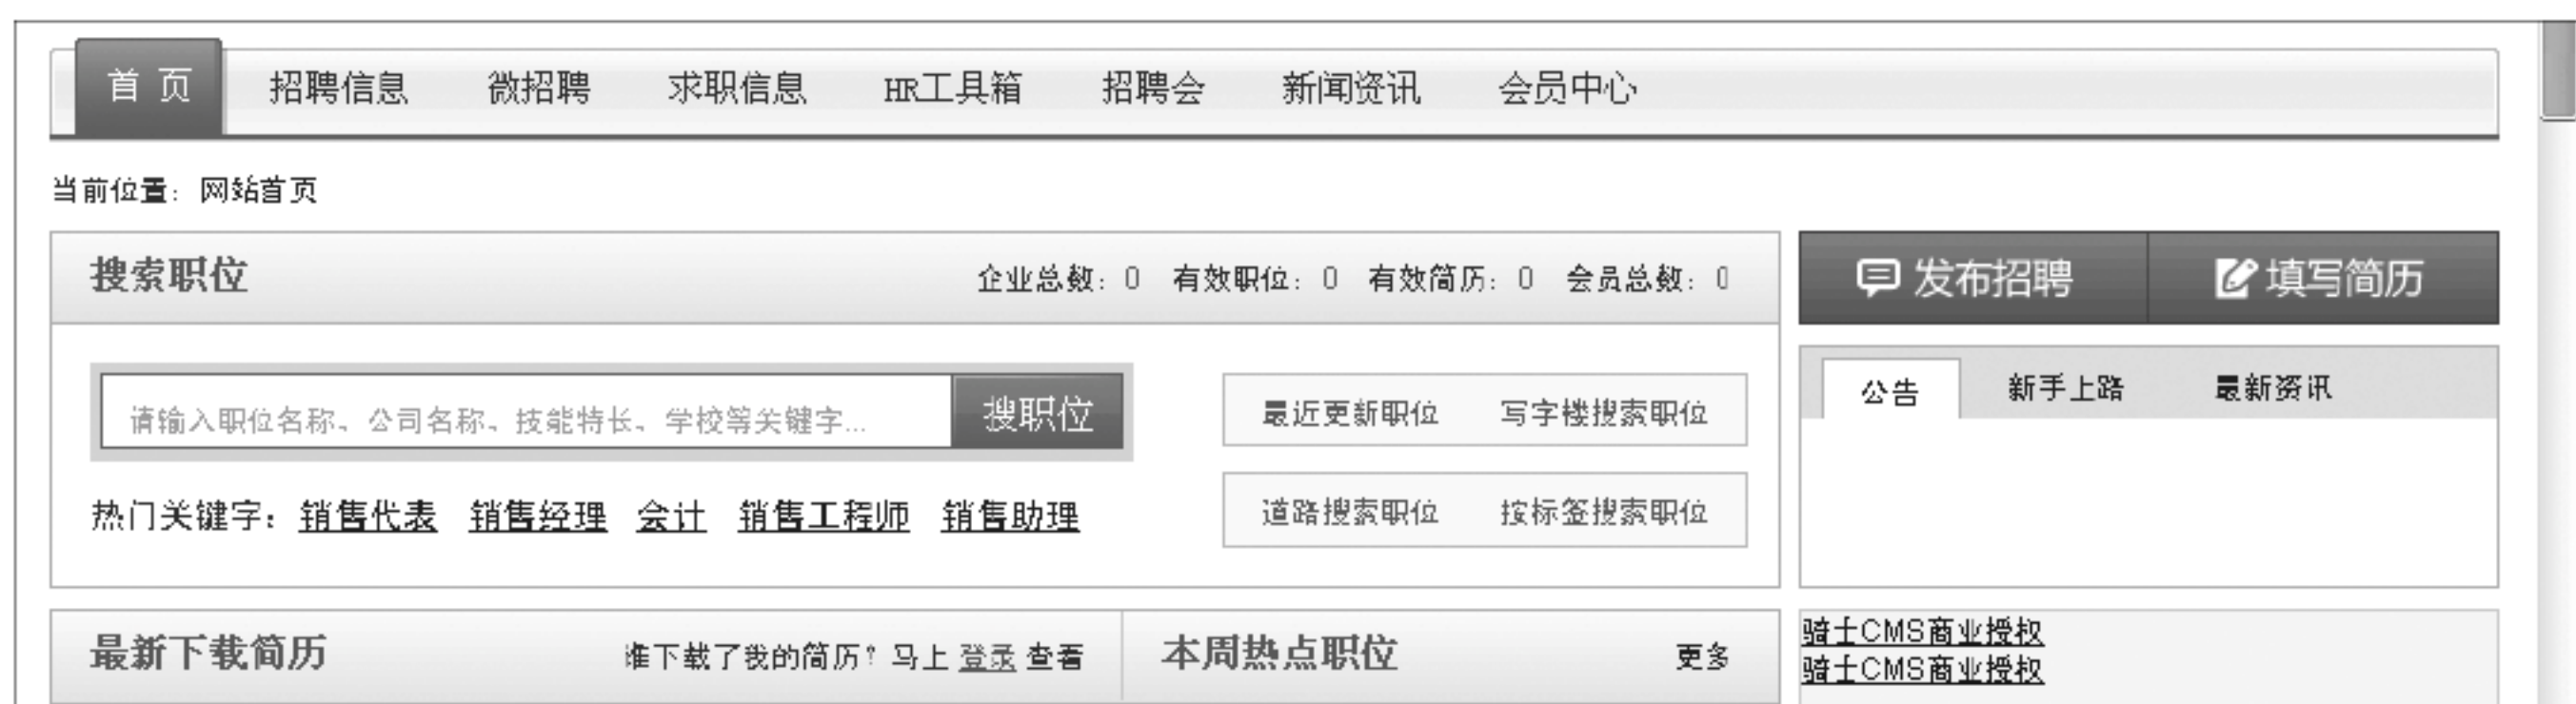 首 页 招聘信息 微招聘 求职信息 HR工具箱 招聘会 新闻资讯 会员中心
当前位置：网站首页
搜索职位 企业总数：0 有效职位：0 有效简历：0 会员总数：0
发布招聘 填写简历
请输入职位名称、公司名称、技能特长、学校等关键字... 搜职位
最近更新职位 写字楼搜索职位
公告 新手上路 最新资讯
热门关键字：销售代表 销售经理 会计 销售工程师 销售助理
道路搜索职位 按标签搜索职位
最新下载简历 谁下载了我的简历？马上 登录 查看
本周热点职位 更多
骑士CMS商业授权
骑士CMS商业授权